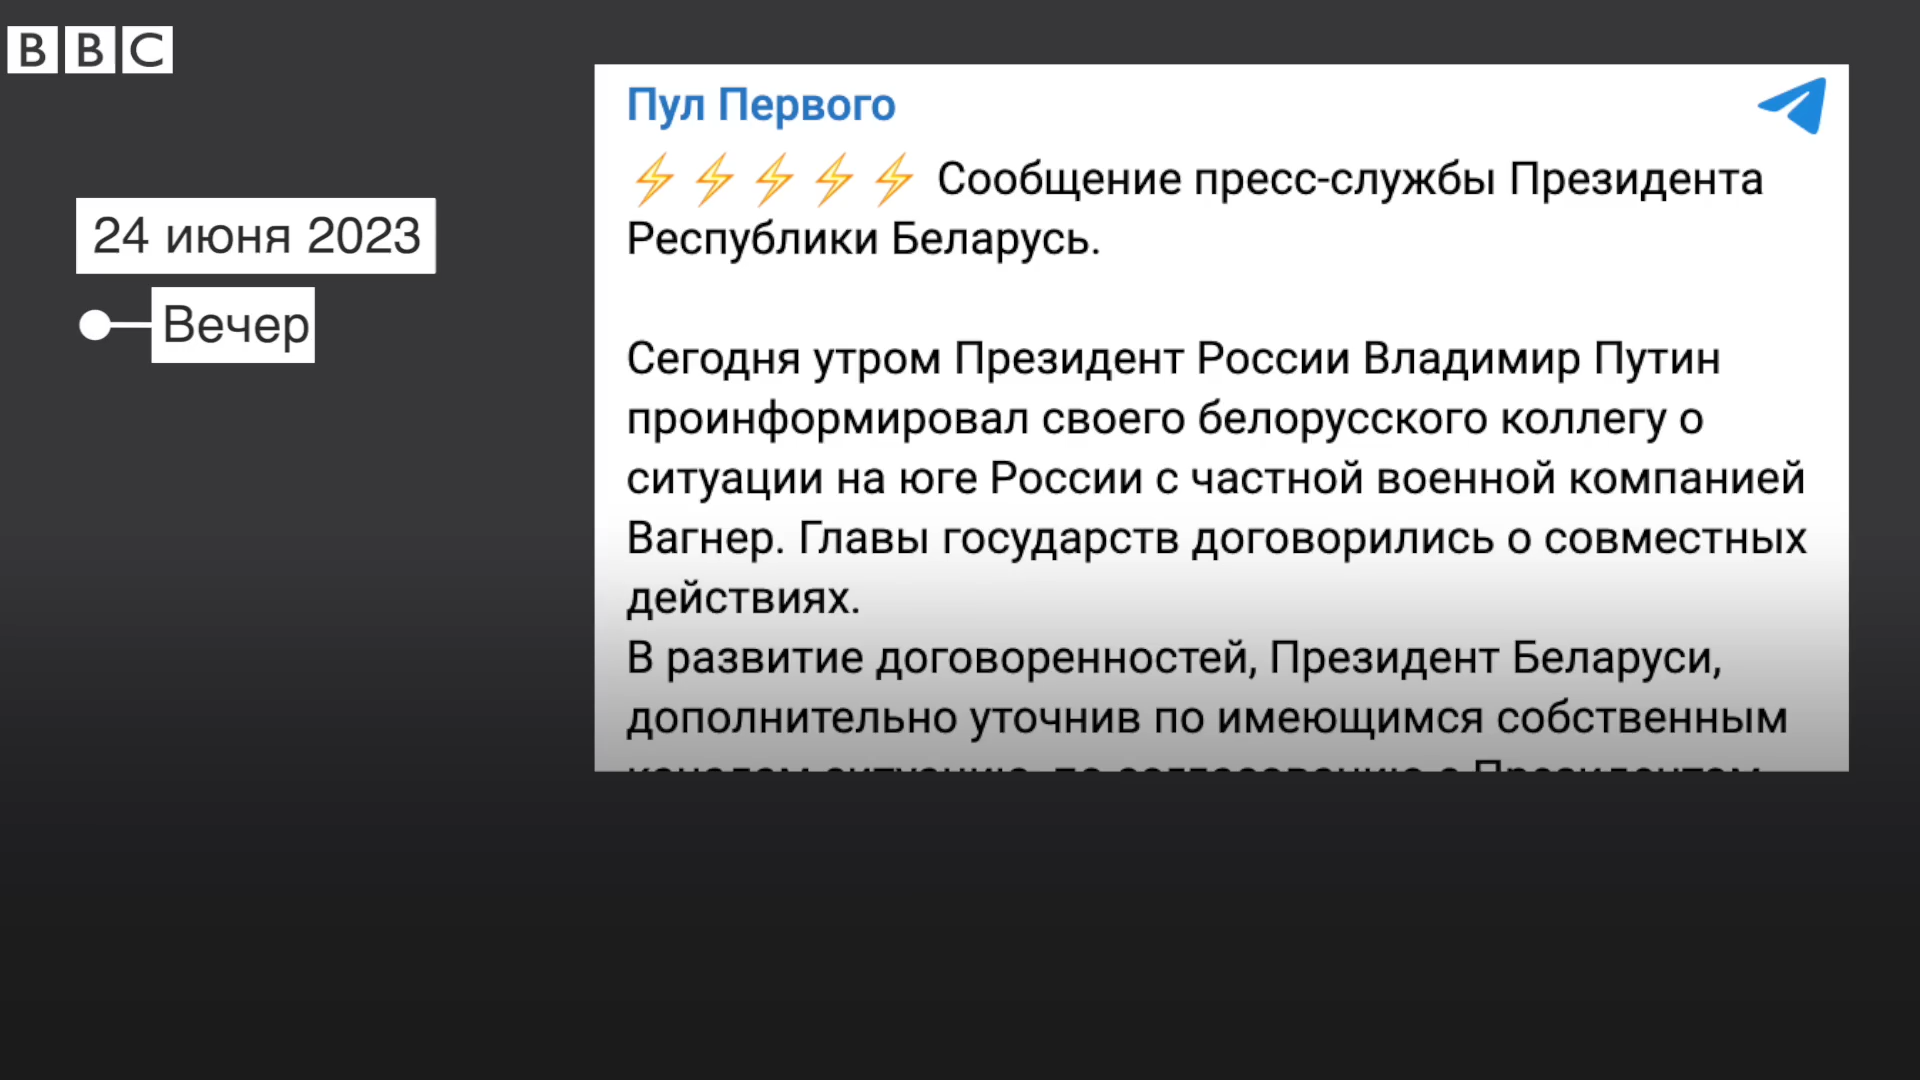 BBC
24 июня 2023
Вечер
Пул Первого
⚡⚡⚡⚡⚡ Сообщение пресс-службы Президента
Республики Беларусь.
Сегодня утром Президент России Владимир Путин
проинформировал своего белорусского коллегу о
ситуации на юге России с частной военной компанией
Вагнер. Главы государств договорились о совместных
действиях.
В развитие договоренностей, Президент Беларуси,
дополнительно уточнив по имеющимся собственным